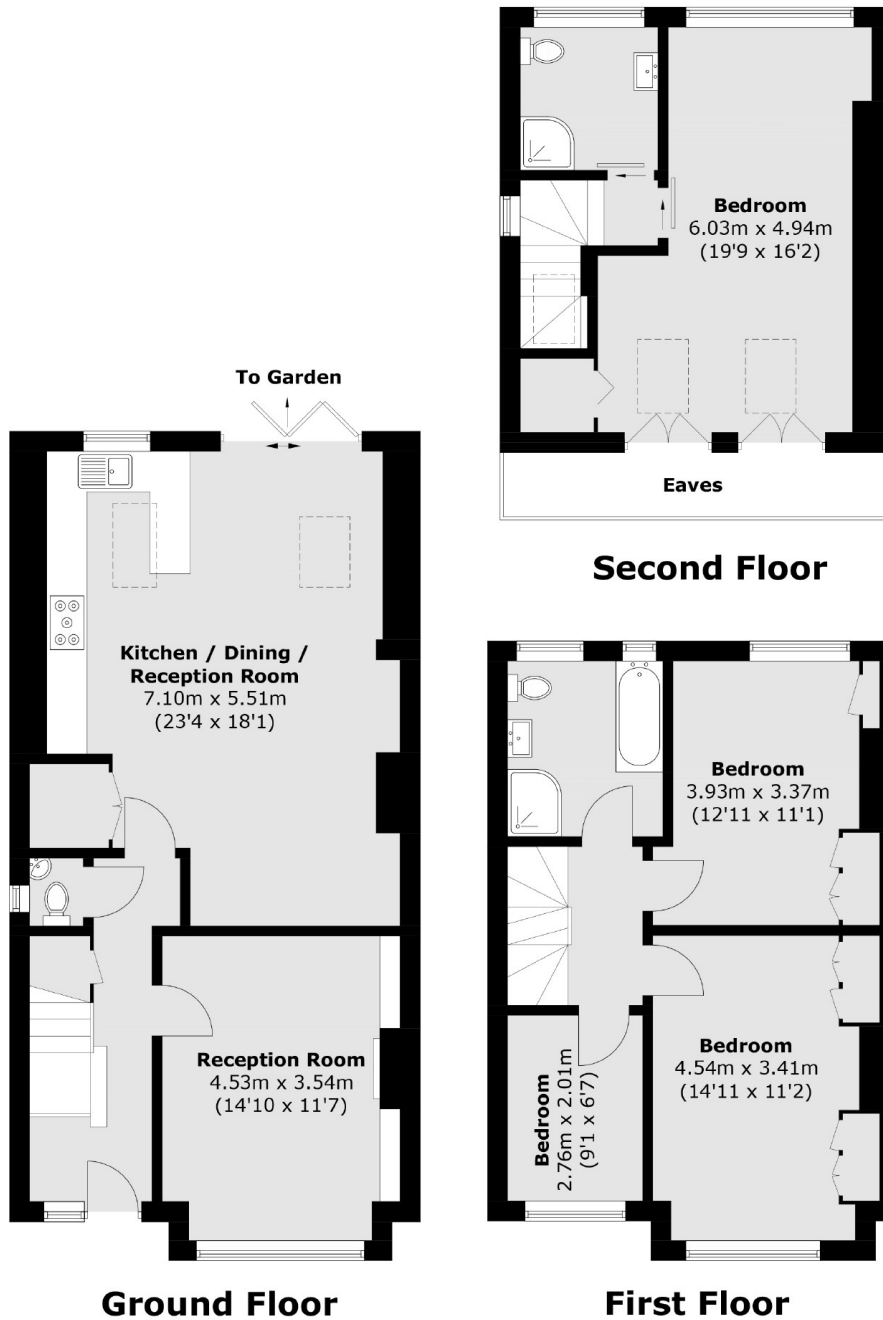 Bedroom
6.03m x 4.94m
(19'9 x 16'2)
Eaves
Second Floor
To Garden
Kitchen / Dining /
Reception Room
7.10m x 5.51m
(23'4 x 18'1)
Reception Room
4.53m x 3.54m
(14'10 x 11'7)
Ground Floor
Bedroom
3.93m x 3.37m
(12'11 x 11'1)
Bedroom
4.54m x 3.41m
(14'11 x 11'2)
Bedroom
2.76m x 2.01m
(9'1 x 6'7)
First Floor